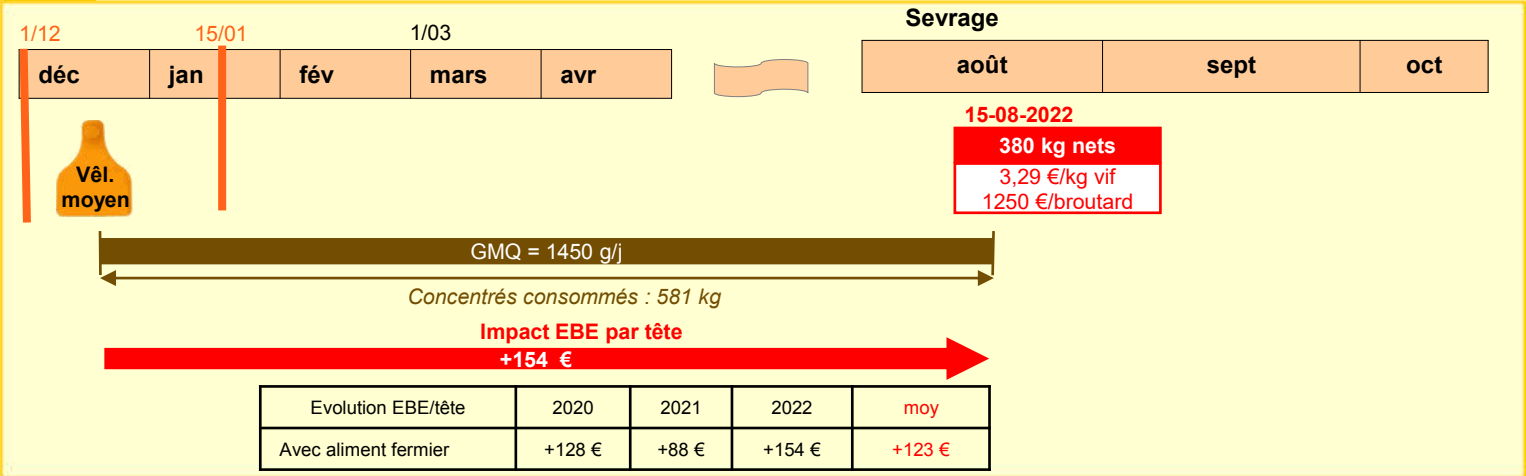 Sevrage
1/12 15/01 1/03
déc jan fév mars avr août sept oct
15-08-2022
380 kg nets
3,29 €/kg vif
1250 €/broutard
Vêl.
moyen
GMQ = 1450 g/j
Concentrés consommés : 581 kg
Impact EBE par tête
+154 €
Evolution EBE/tête 2020 2021 2022 moy
Avec aliment fermier +128 € +88 € +154 € +123 €